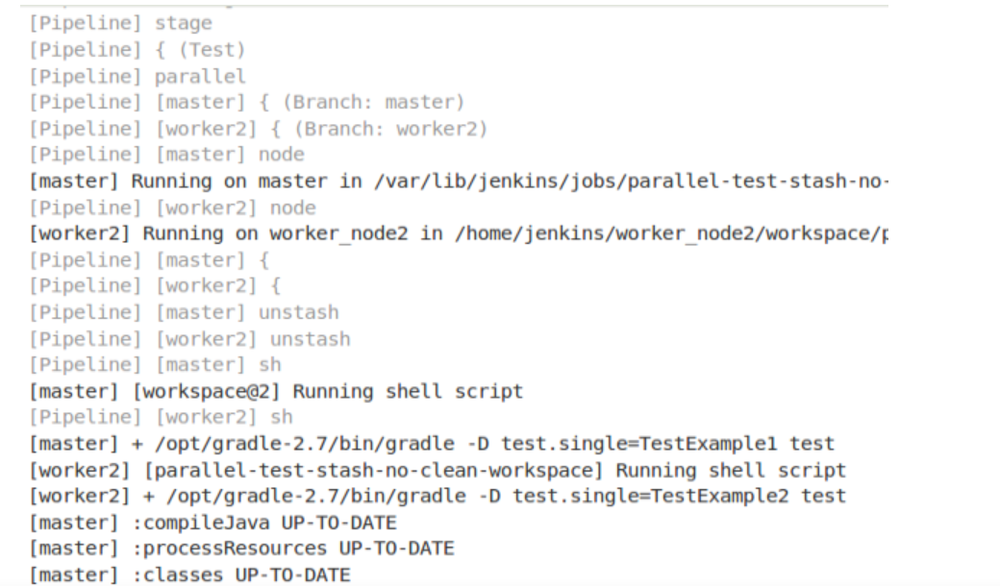 [Pipeline] stage
[Pipeline] { (Test)
[Pipeline] parallel
[Pipeline] [master] { (Branch: master)
[Pipeline] [worker2] { (Branch: worker2)
[Pipeline] [master] node
[master] Running on master in /var/lib/jenkins/jobs/parallel-test-stash-no-
[Pipeline] [worker2] node
[worker2] Running on worker_node2 in /home/jenkins/worker_node2/workspace/p
[Pipeline] [master] {
[Pipeline] [worker2] {
[Pipeline] [master] unstash
[Pipeline] [worker2] unstash
[Pipeline] [master] sh
[master] [workspace@2] Running shell script
[Pipeline] [worker2] sh
[master] + /opt/gradle-2.7/bin/gradle -D test.single=TestExample1 test
[worker2] [parallel-test-stash-no-clean-workspace] Running shell script
[worker2] + /opt/gradle-2.7/bin/gradle -D test.single=TestExample2 test
[master] :compileJava UP-TO-DATE
[master] :processResources UP-TO-DATE
[master] :classes UP-TO-DATE